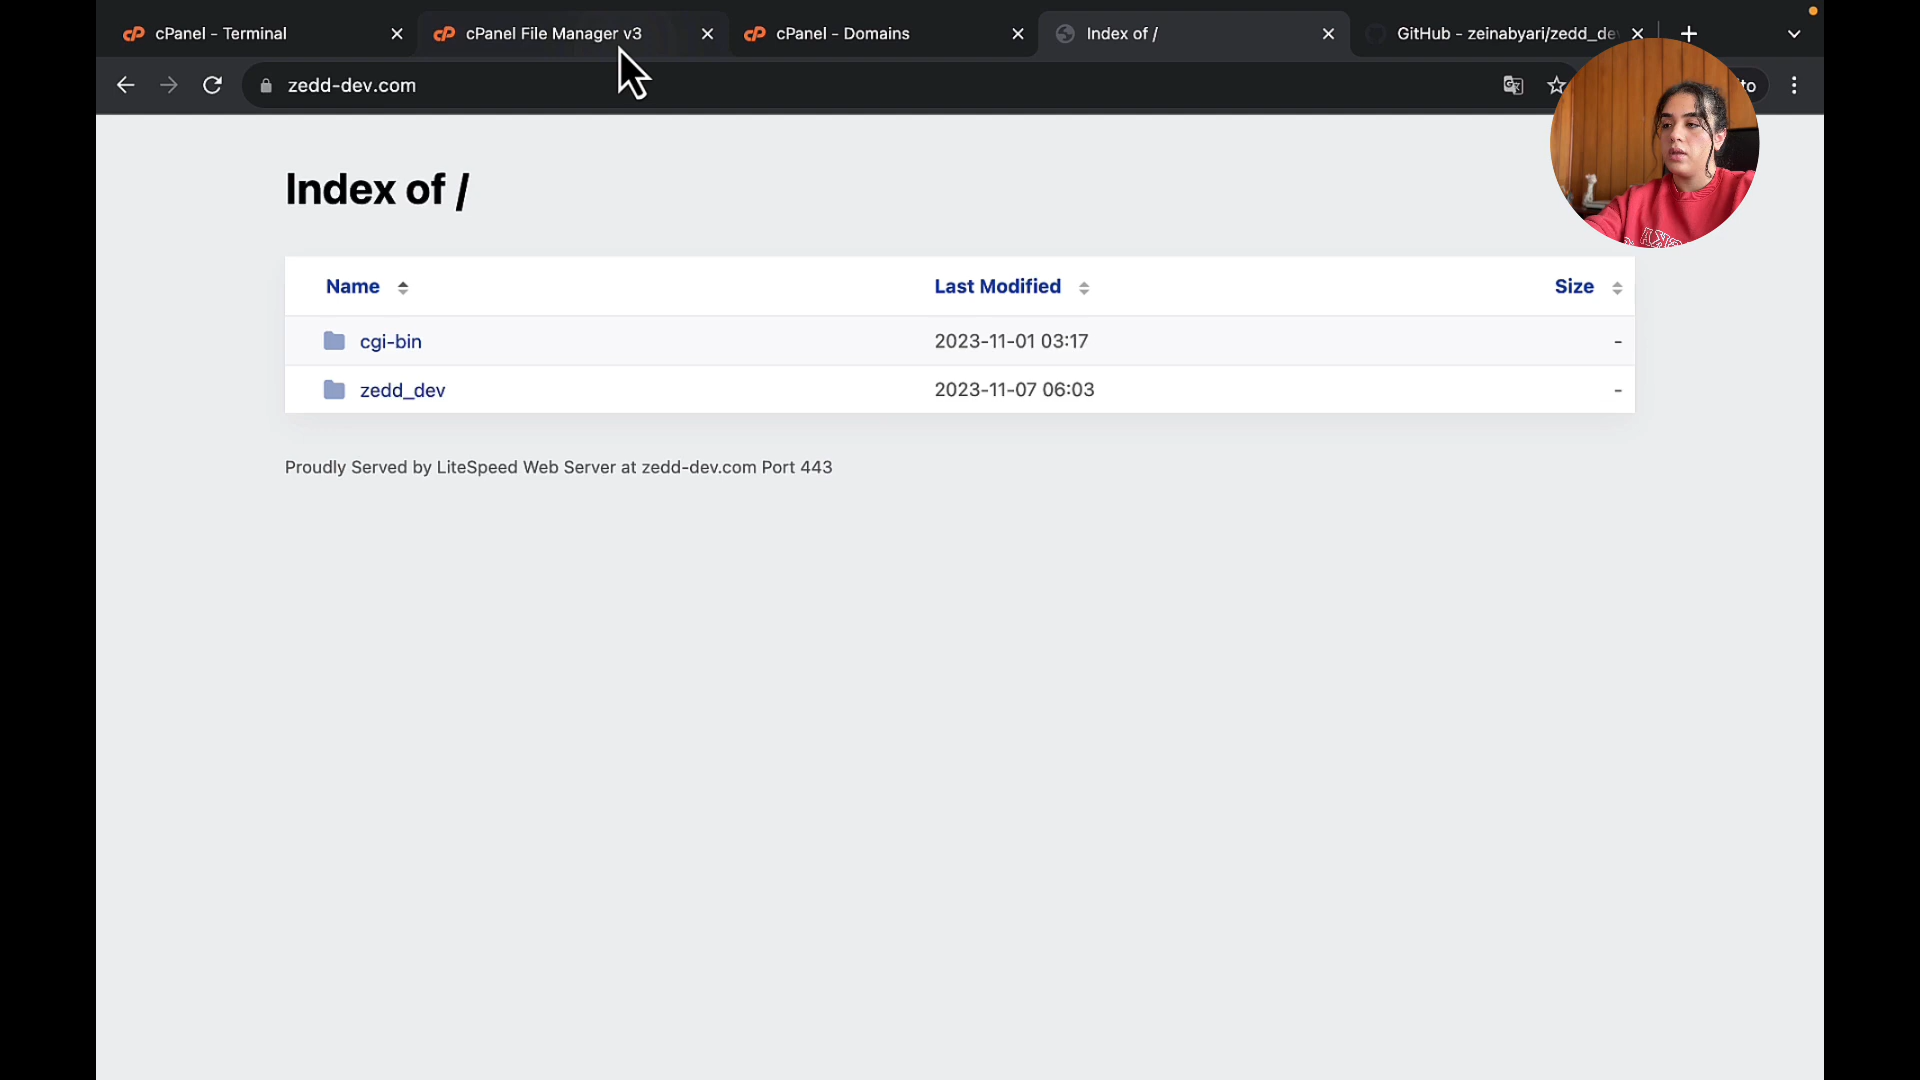 cPanel - Terminal
cPanel File Manager v3
cPanel - Domains
Index of /
GitHub - zeinabyari/zedd_de
zedd-dev.com
to
Index of /
Name Last Modified Size
cgi-bin 2023-11-01 03:17 -
zedd_dev 2023-11-07 06:03 -
Proudly Served by LiteSpeed Web Server at zedd-dev.com Port 443